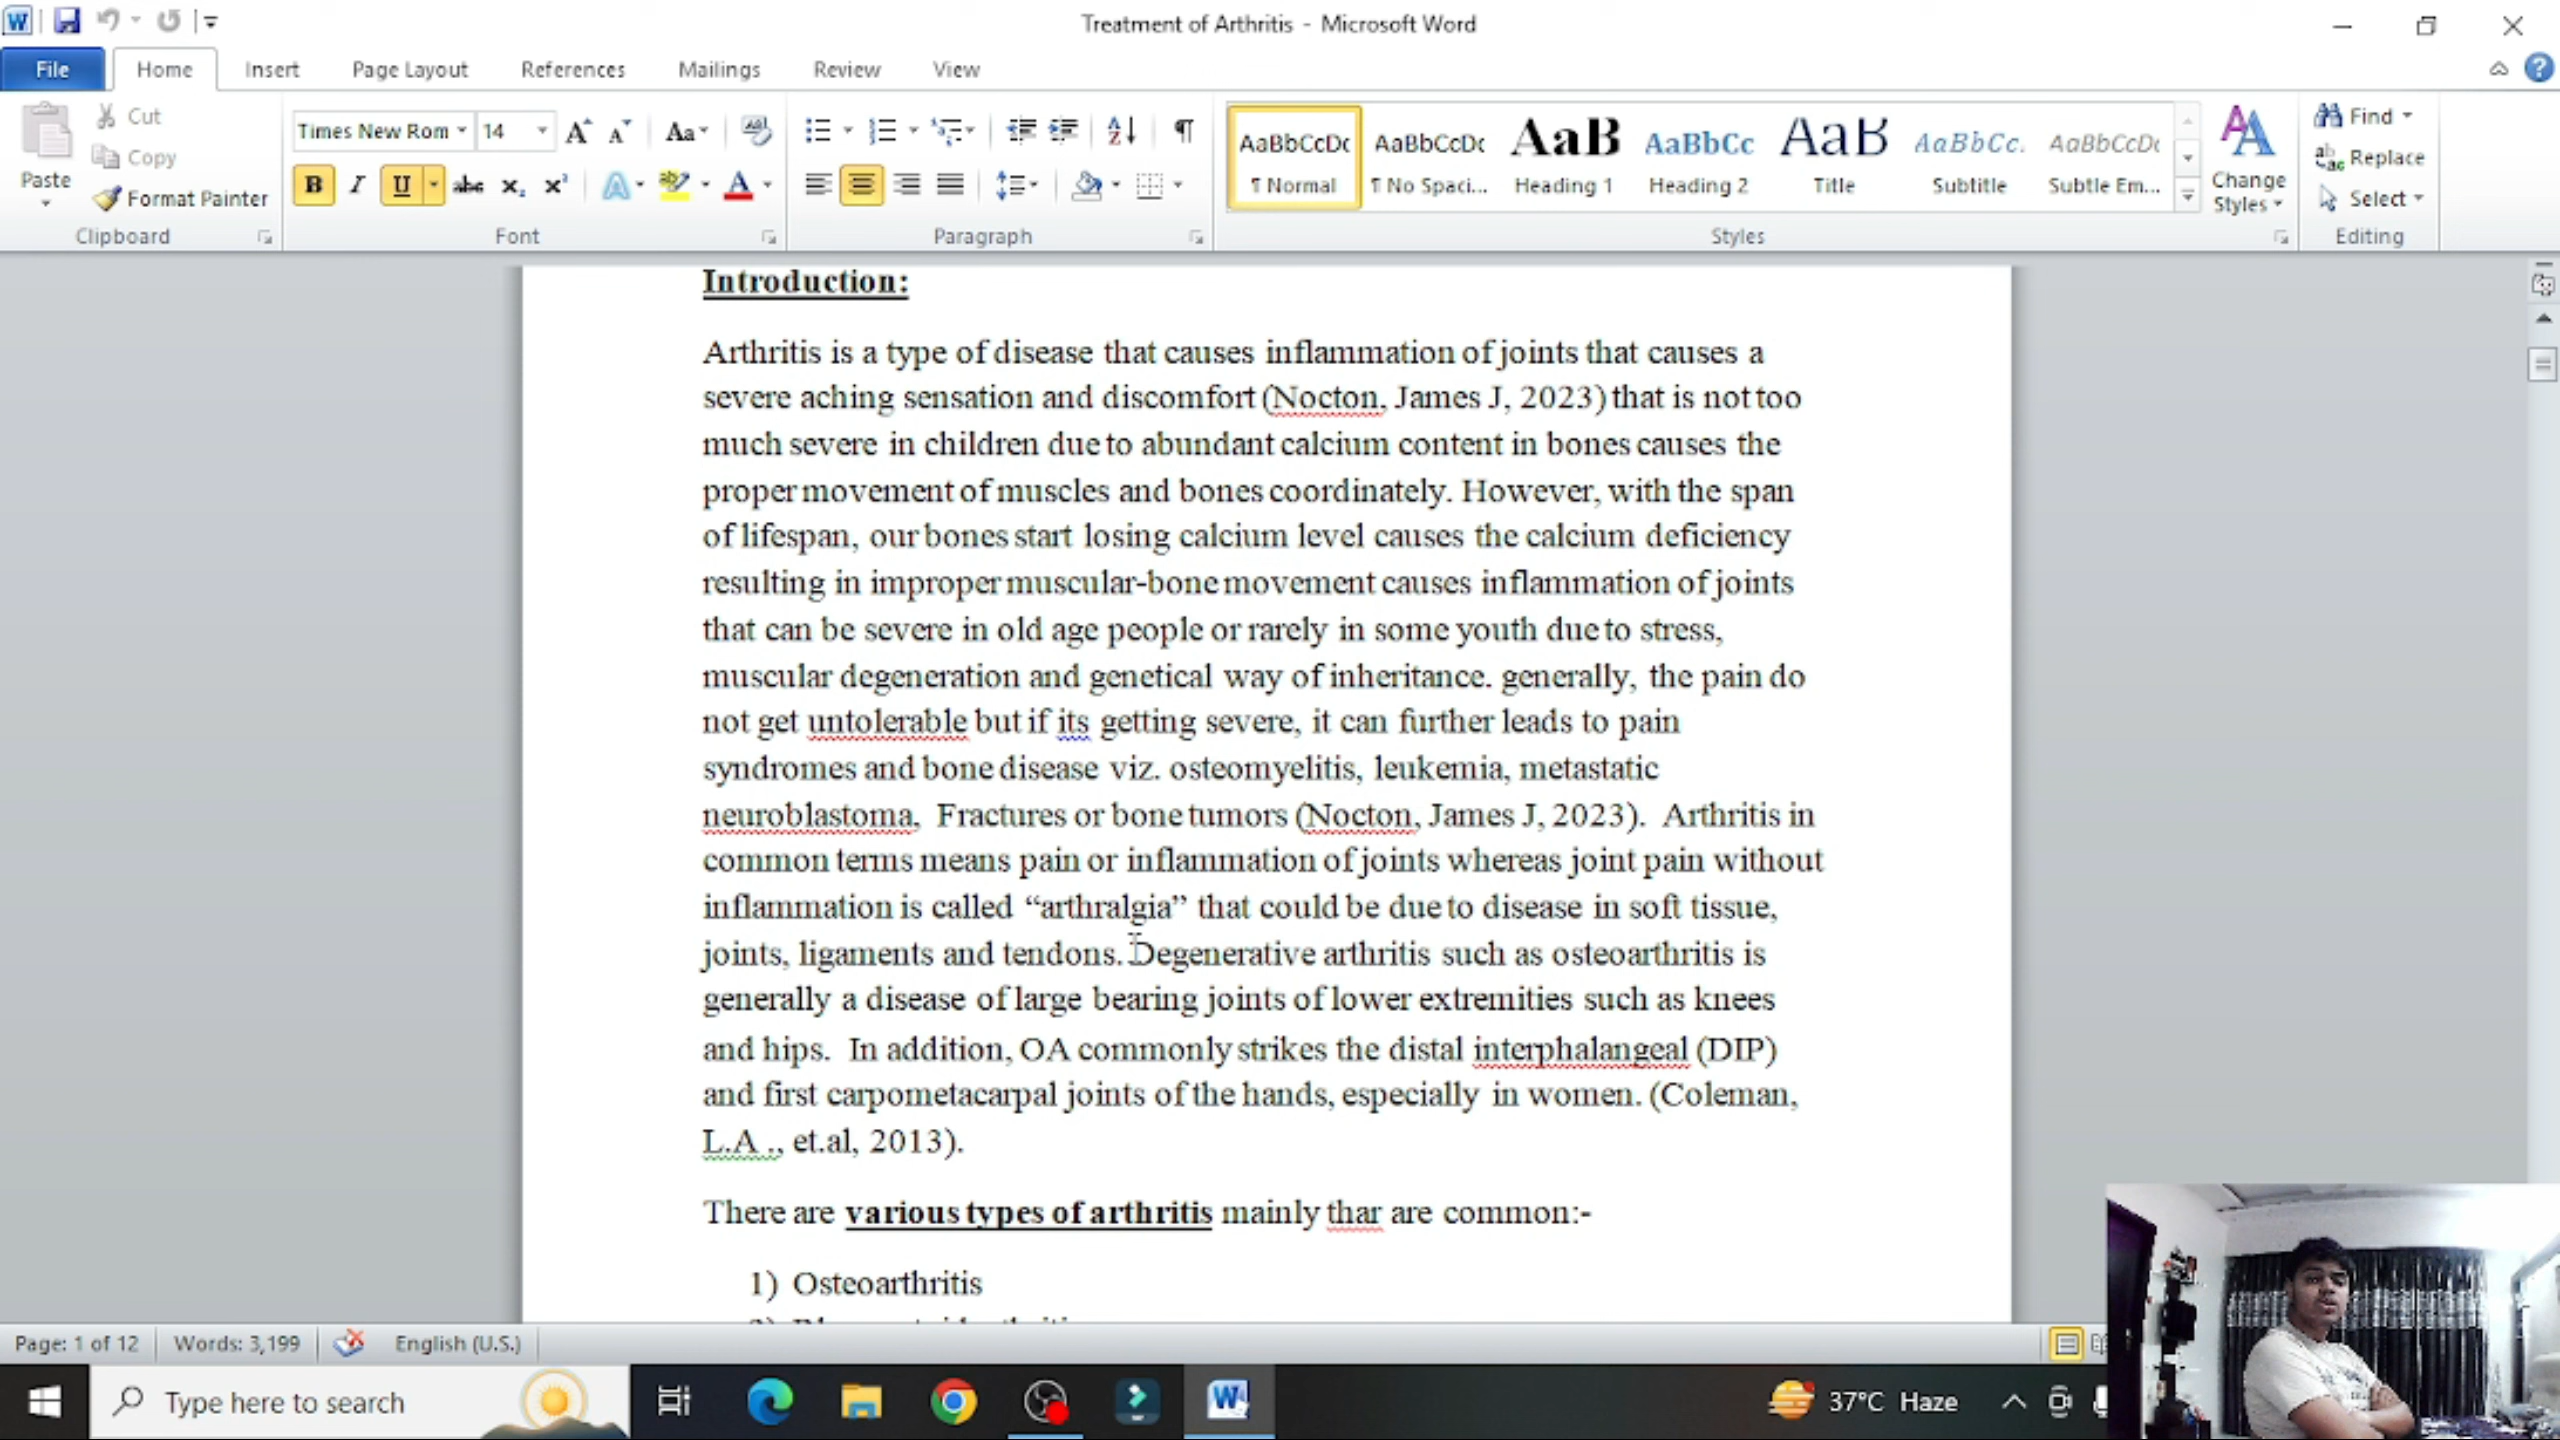 Treatment of Arthritis - Microsoft Word
File Home Insert Page Layout References Mailings Review View
Paste
Cut
Copy
Format Painter
Clipboard
Times New Rom 14
Font
Paragraph
AaBbCcDc AaBbCcDc AaB AaBbCc AaB AaBbCc. AaBbCcDc
¶ Normal ¶ No Spaci... Heading 1 Heading 2 Title Subtitle Subtle Em...
Styles
Change
Styles
Find
Replace
Select
Editing
Introduction:
Arthritis is a type of disease that causes inflammation of joints that causes a
severe aching sensation and discomfort (Nocton, James J, 2023) that is not too
much severe in children due to abundant calcium content in bones causes the
proper movement of muscles and bones coordinately. However, with the span
of lifespan, our bones start losing calcium level causes the calcium deficiency
resulting in improper muscular-bone movement causes inflammation of joints
that can be severe in old age people or rarely in some youth due to stress,
muscular degeneration and genetical way of inheritance. generally, the pain do
not get untolerable but if its getting severe, it can further leads to pain
syndromes and bone disease viz. osteomyelitis, leukemia, metastatic
neuroblastoma, Fractures or bone tumors (Nocton, James J, 2023). Arthritis in
common terms means pain or inflammation of joints whereas joint pain without
inflammation is called “arthralgia” that could be due to disease in soft tissue,
joints, ligaments and tendons. Degenerative arthritis such as osteoarthritis is
generally a disease of large bearing joints of lower extremities such as knees
and hips. In addition, OA commonly strikes the distal interphalangeal (DIP)
and first carpometacarpal joints of the hands, especially in women. (Coleman,
L.A ., et.al, 2013).
There are various types of arthritis mainly thar are common:-
1) Osteoarthritis
Page: 1 of 12 Words: 3,199 English (U.S.)
Type here to search
37°C Haze